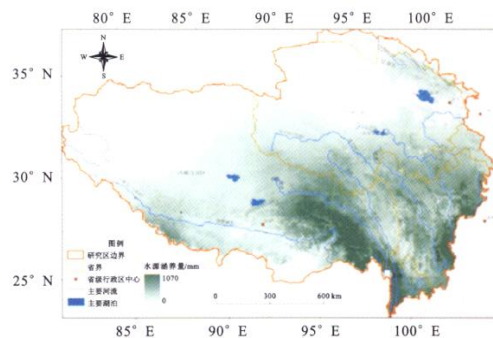 80° E 85° E 90° E 95° E 100° E
N
W E
S
35° N
30° N
25° N
图例
研究区边界
省界
省级行政区中心
主要河流
主要湖泊
水源涵养量/mm
1070
0
0 300 600 km
85° E 90° E 95° E 100° E